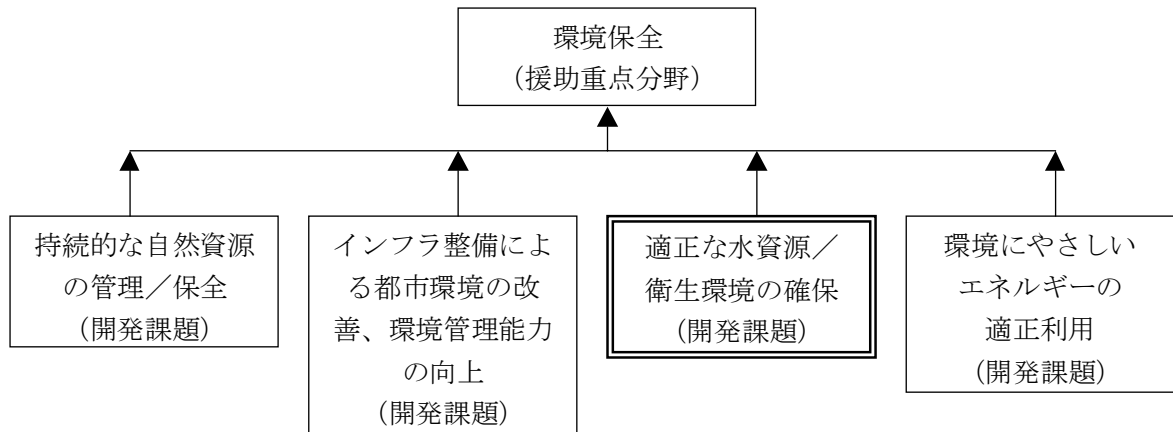 環境保全
(援助重点分野)
持続的な自然資源
の管理/保全
(開発課題)
インフラ整備によ
る都市環境の改
善、環境管理能力
の向上
(開発課題)
適正な水資源/
衛生環境の確保
(開発課題)
環境にやさしい
エネルギーの
適正利用
(開発課題)